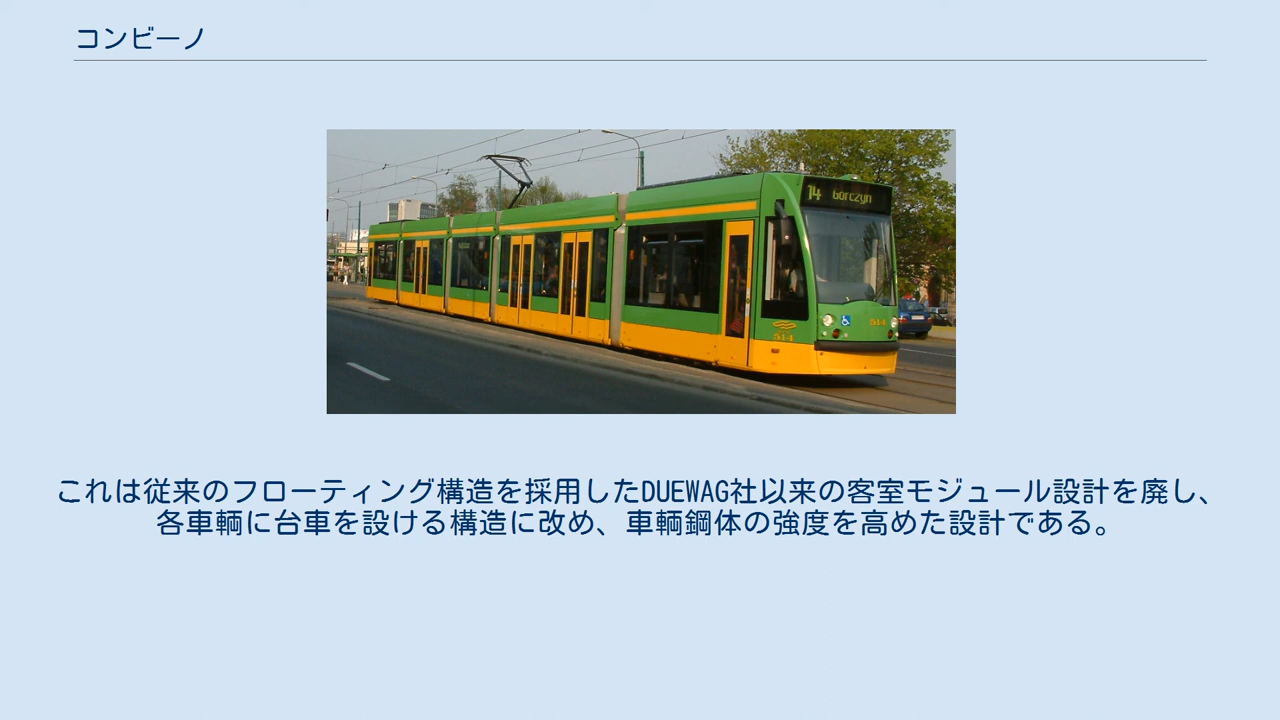 コンビーノ
14 Górczyn
514
514
これは従来のフローティング構造を採用したDUEWAG社以来の客室モジュール設計を廃し、
各車輌に台車を設ける構造に改め、車輌鋼体の強度を高めた設計である。